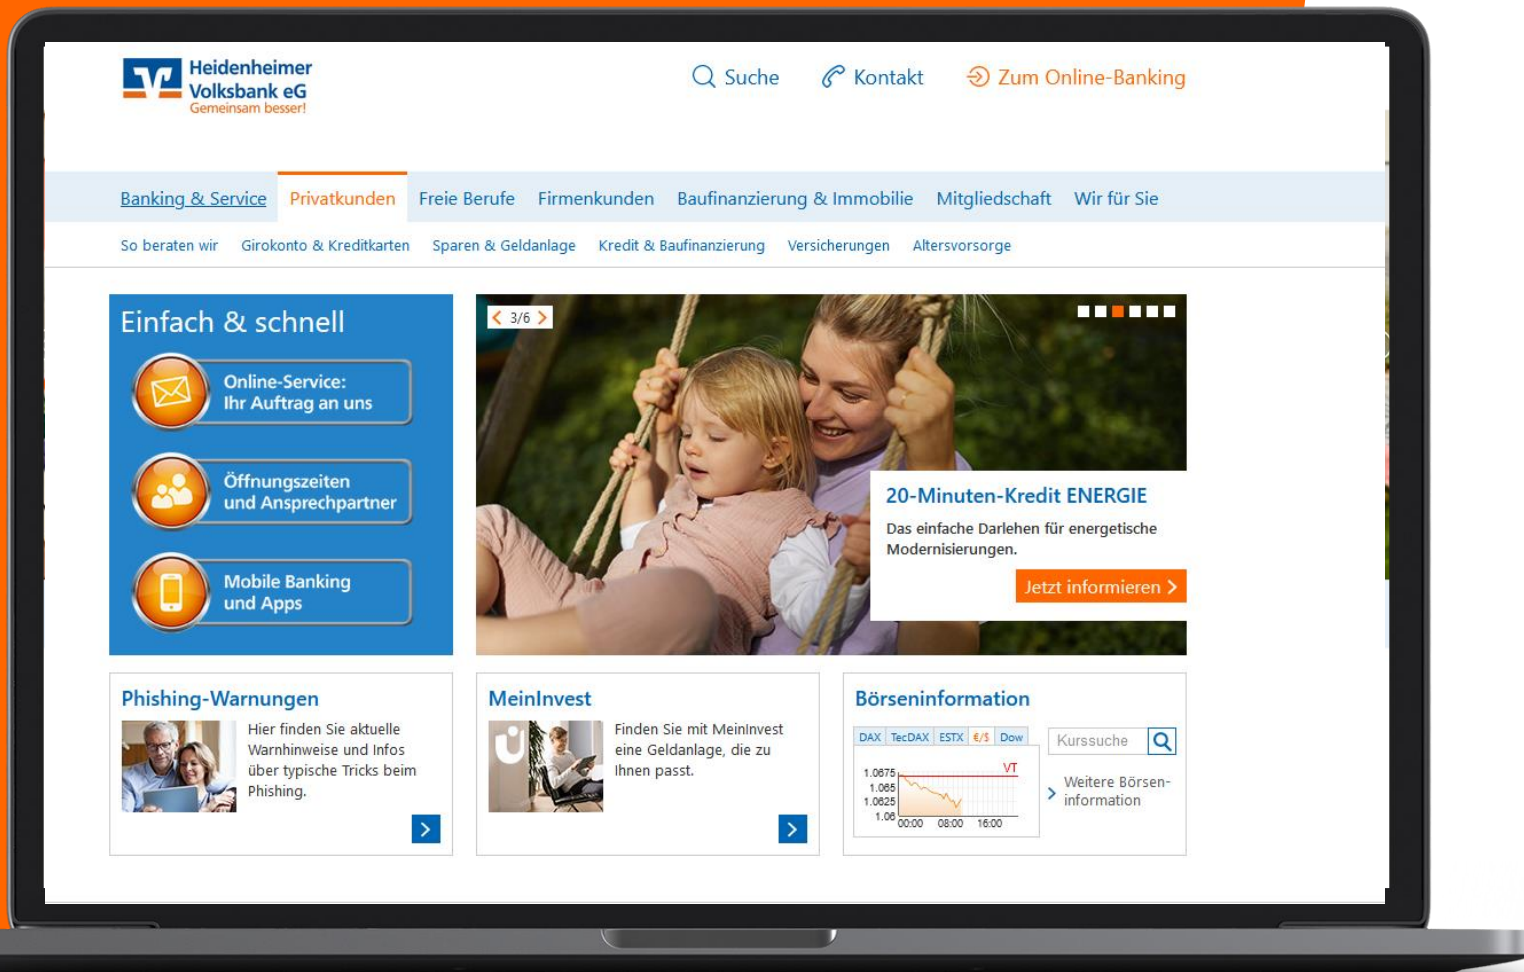 Heidenheimer
Volksbank eG
Gemeinsam besser!
Suche
Kontakt
Zum Online-Banking
Banking & Service
Privatkunden
Freie Berufe
Firmenkunden
Baufinanzierung & Immobilie
Mitgliedschaft
Wir für Sie
So beraten wir
Girokonto & Kreditkarten
Sparen & Geldanlage
Kredit & Baufinanzierung
Versicherungen
Altersvorsorge
Einfach & schnell
Online-Service:
Ihr Auftrag an uns
Öffnungszeiten
und Ansprechpartner
Mobile Banking
und Apps
3/6
20-Minuten-Kredit ENERGIE
Das einfache Darlehen für energetische
Modernisierungen.
Jetzt informieren
Phishing-Warnungen
Hier finden Sie aktuelle
Warnhinweise und Infos
über typische Tricks beim
Phishing.
MeinInvest
Finden Sie mit MeinInvest
eine Geldanlage, die zu
Ihnen passt.
Börseninformation
DAX TecDAX ESTX €/$ Dow
VT
1.0675
1.065
1.0625
1.06
00:00 08:00 16:00
Kurssuche
Weitere Börsen-
information